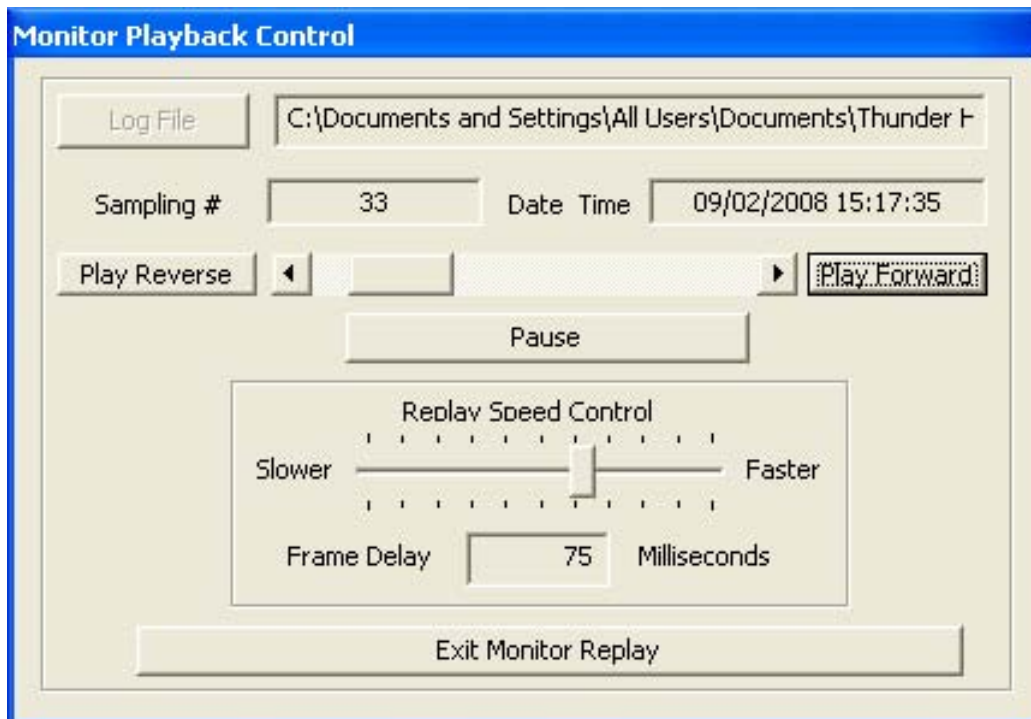 Monitor Playback Control
Log File C:\Documents and Settings\All Users\Documents\Thunder H
Sampling # 33 Date Time 09/02/2008 15:17:35
Play Reverse Play Forward
Pause
Replay Speed Control
Slower Faster
Frame Delay 75 Milliseconds
Exit Monitor Replay